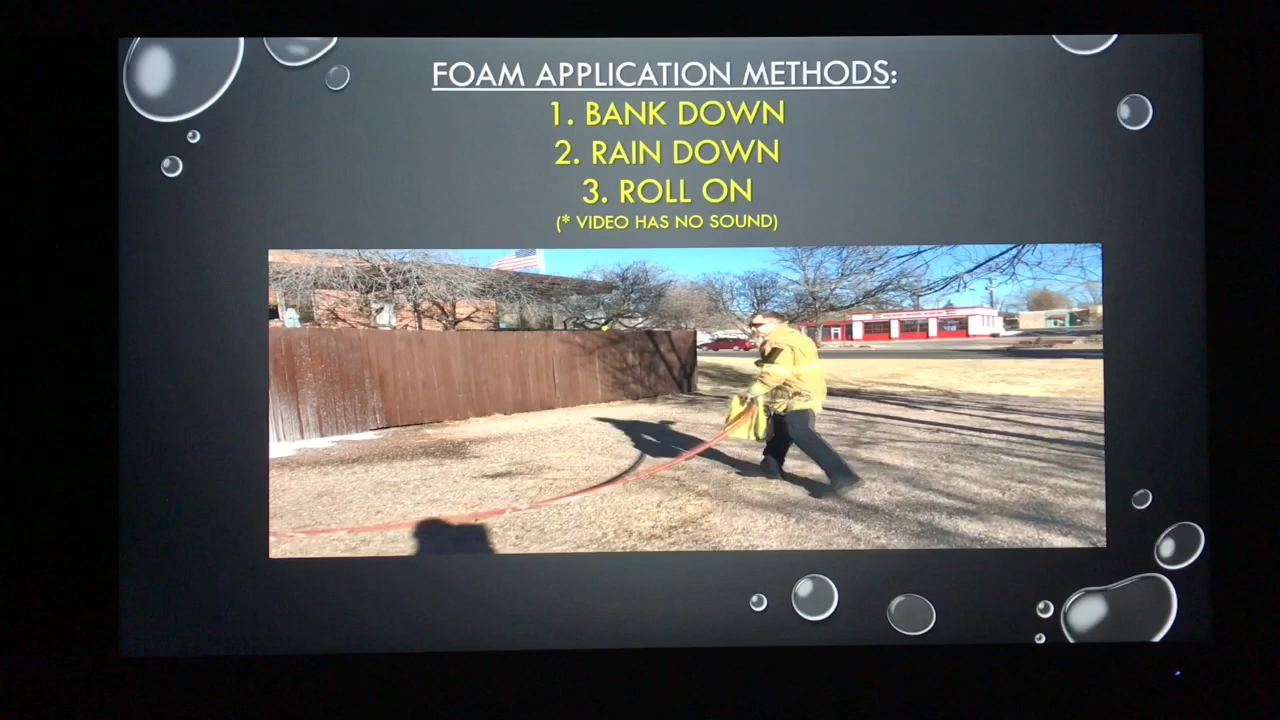 FOAM APPLICATION METHODS:
1. BANK DOWN
2. RAIN DOWN
3. ROLL ON
(* VIDEO HAS NO SOUND)